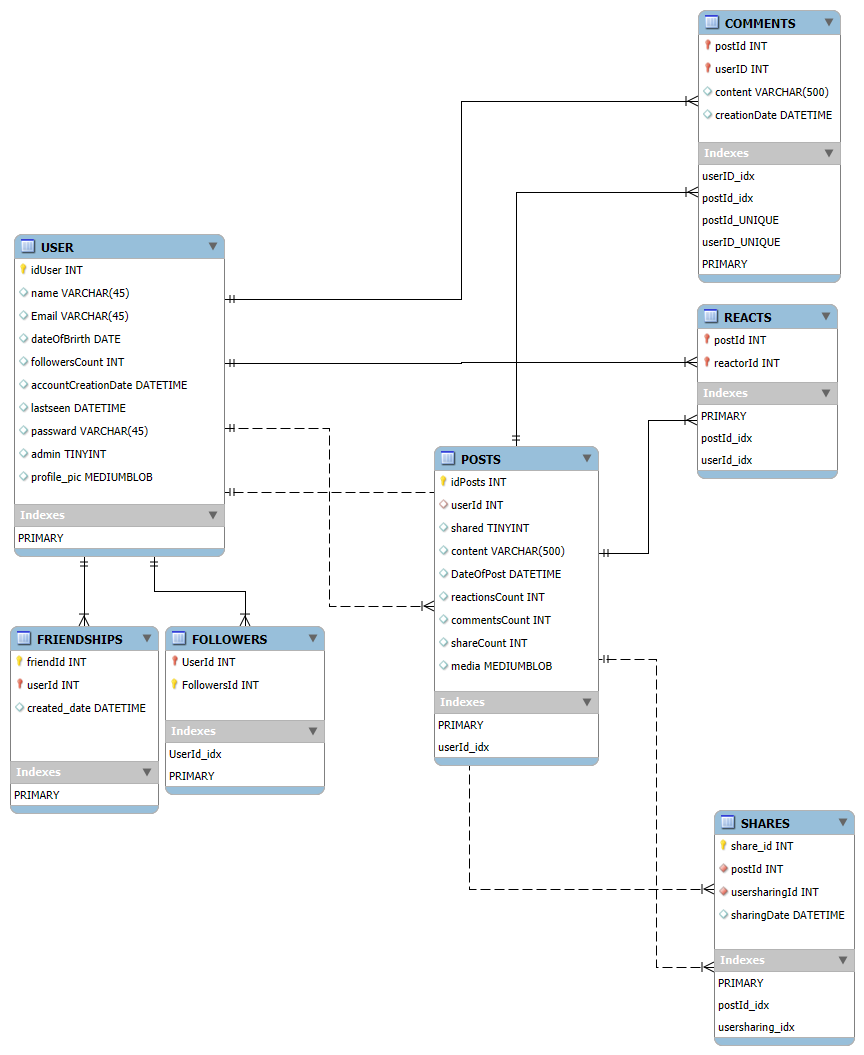 COMMENTS
postId INT
userID INT
content VARCHAR(500)
creationDate DATETIME
Indexes
userID_idx
postId_idx
postId_UNIQUE
userID_UNIQUE
PRIMARY
USER
idUser INT
name VARCHAR(45)
Email VARCHAR(45)
dateOfBrirth DATE
followersCount INT
accountCreationDate DATETIME
lastseen DATETIME
passward VARCHAR(45)
admin TINYINT
profile_pic MEDIUMBLOB
Indexes
PRIMARY
REACTS
postId INT
reactorId INT
Indexes
PRIMARY
postId_idx
userId_idx
POSTS
idPosts INT
userId INT
shared TINYINT
content VARCHAR(500)
DateOfPost DATETIME
reactionsCount INT
commentsCount INT
shareCount INT
media MEDIUMBLOB
Indexes
PRIMARY
userId_idx
FRIENDSHIPS
friendId INT
userId INT
created_date DATETIME
Indexes
PRIMARY
FOLLOWERS
UserId INT
FollowersId INT
Indexes
UserId_idx
PRIMARY
SHARES
share_id INT
postId INT
usersharingId INT
sharingDate DATETIME
Indexes
PRIMARY
postId_idx
usersharing_idx